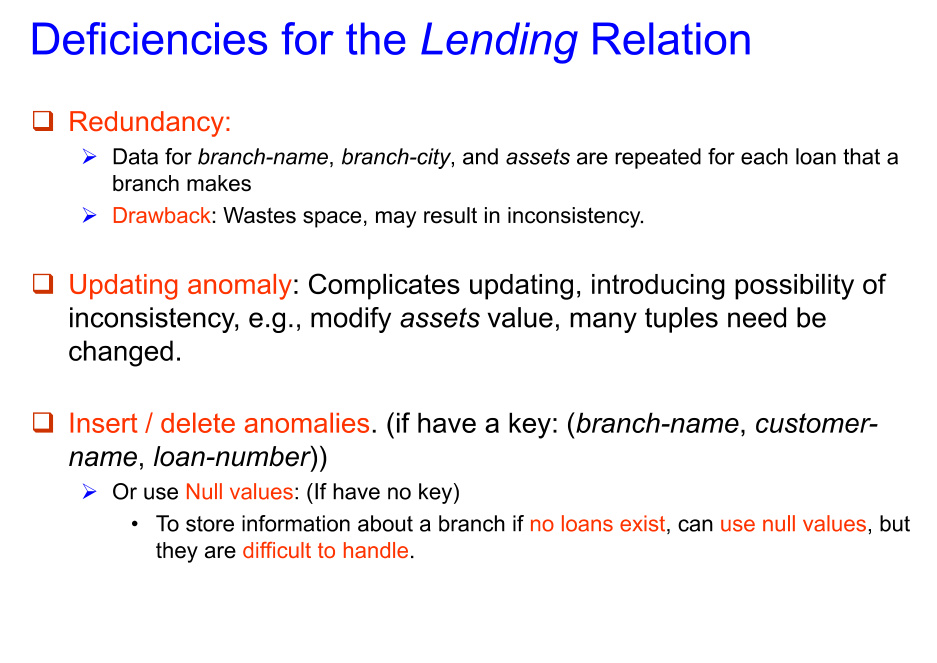 Deficiencies for the Lending Relation
Redundancy:
Data for branch-name, branch-city, and assets are repeated for each loan that a
branch makes
Drawback: Wastes space, may result in inconsistency.
Updating anomaly: Complicates updating, introducing possibility of
inconsistency, e.g., modify assets value, many tuples need be
changed.
Insert / delete anomalies. (if have a key: (branch-name, customer-
name, loan-number))
Or use Null values: (If have no key)
• To store information about a branch if no loans exist, can use null values, but
they are difficult to handle.